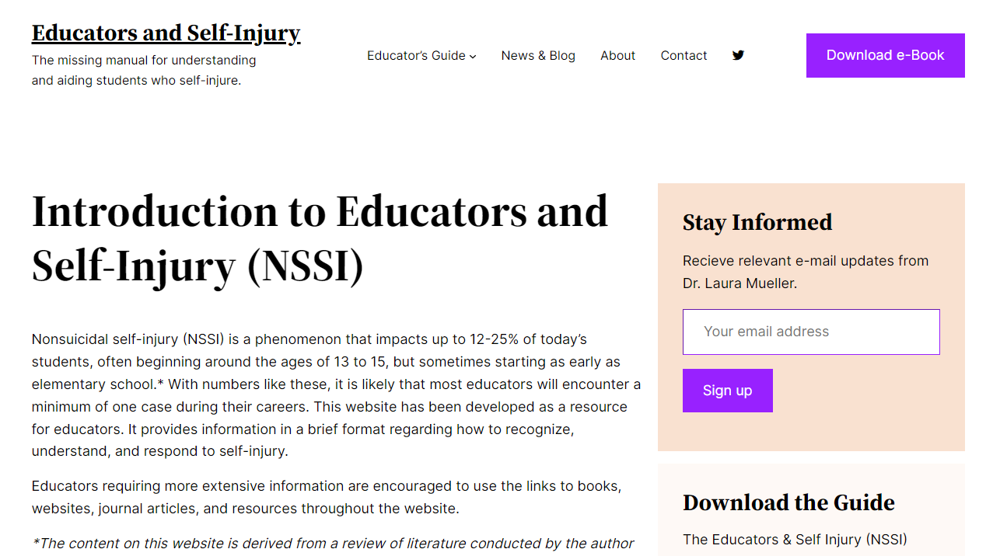 Educators and Self-Injury
The missing manual for understanding
and aiding students who self-injure.
Educator’s Guide
News & Blog
About
Contact
Download e-Book
Introduction to Educators and
Self-Injury (NSSI)
Nonsuicidal self-injury (NSSI) is a phenomenon that impacts up to 12-25% of today’s
students, often beginning around the ages of 13 to 15, but sometimes starting as early as
elementary school.* With numbers like these, it is likely that most educators will encounter a
minimum of one case during their careers. This website has been developed as a resource
for educators. It provides information in a brief format regarding how to recognize,
understand, and respond to self-injury.
Educators requiring more extensive information are encouraged to use the links to books,
websites, journal articles, and resources throughout the website.
*The content on this website is derived from a review of literature conducted by the author
Stay Informed
Recieve relevant e-mail updates from
Dr. Laura Mueller.
Your email address
Sign up
Download the Guide
The Educators & Self Injury (NSSI)